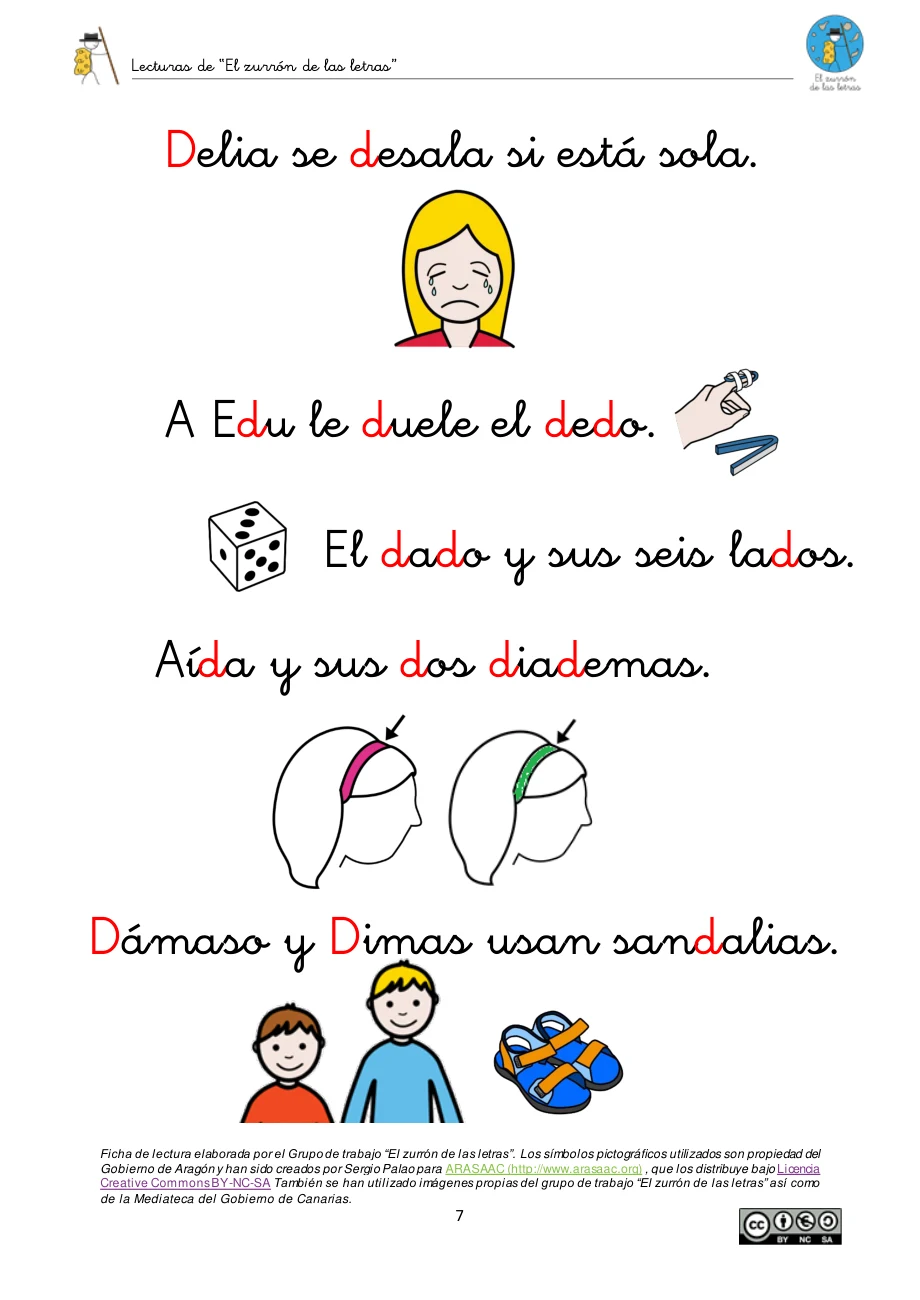 Lecturas de "El zurrón de las letras"
El zurrón
de las letras
Delia se desala si está sola.
A Edu le duele el dedo.
El dado y sus seis lados.
Aída y sus dos diademas.
Dámaso y Dimas usan sandalias.
Ficha de lectura elaborada por el Grupo de trabajo “El zurrón de las letras”. Los símbolos pictográficos utilizados son propiedad del
Gobierno de Aragón y han sido creados por Sergio Palao para ARASAAC (http://www.arasaac.org) , que los distribuye bajo Licencia
Creative Commons BY-NC-SA También se han utilizado imágenes propias del grupo de trabajo “El zurrón de las letras” así como
de la Mediateca del Gobierno de Canarias.
7
cc
BY NC SA